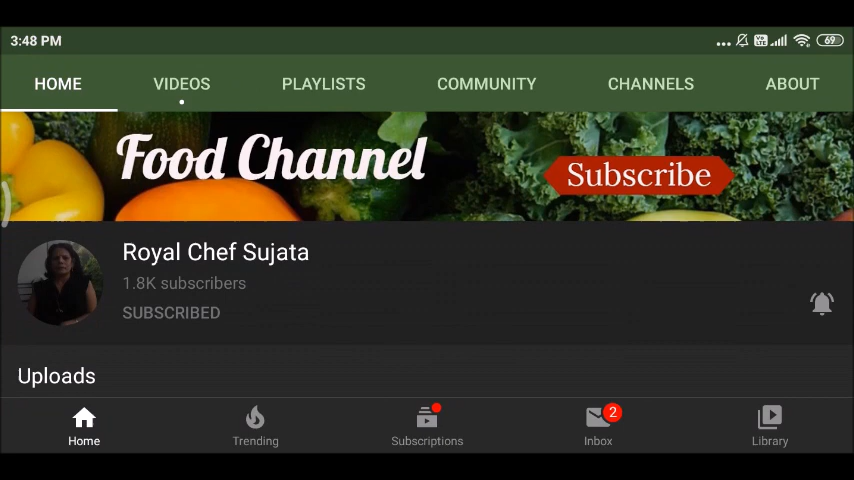 3:48 PM
69
HOME VIDEOS PLAYLISTS COMMUNITY CHANNELS ABOUT
Food Channel
Subscribe
Royal Chef Sujata
1.8K subscribers
SUBSCRIBED
Uploads
2
Home Trending Subscriptions Inbox Library